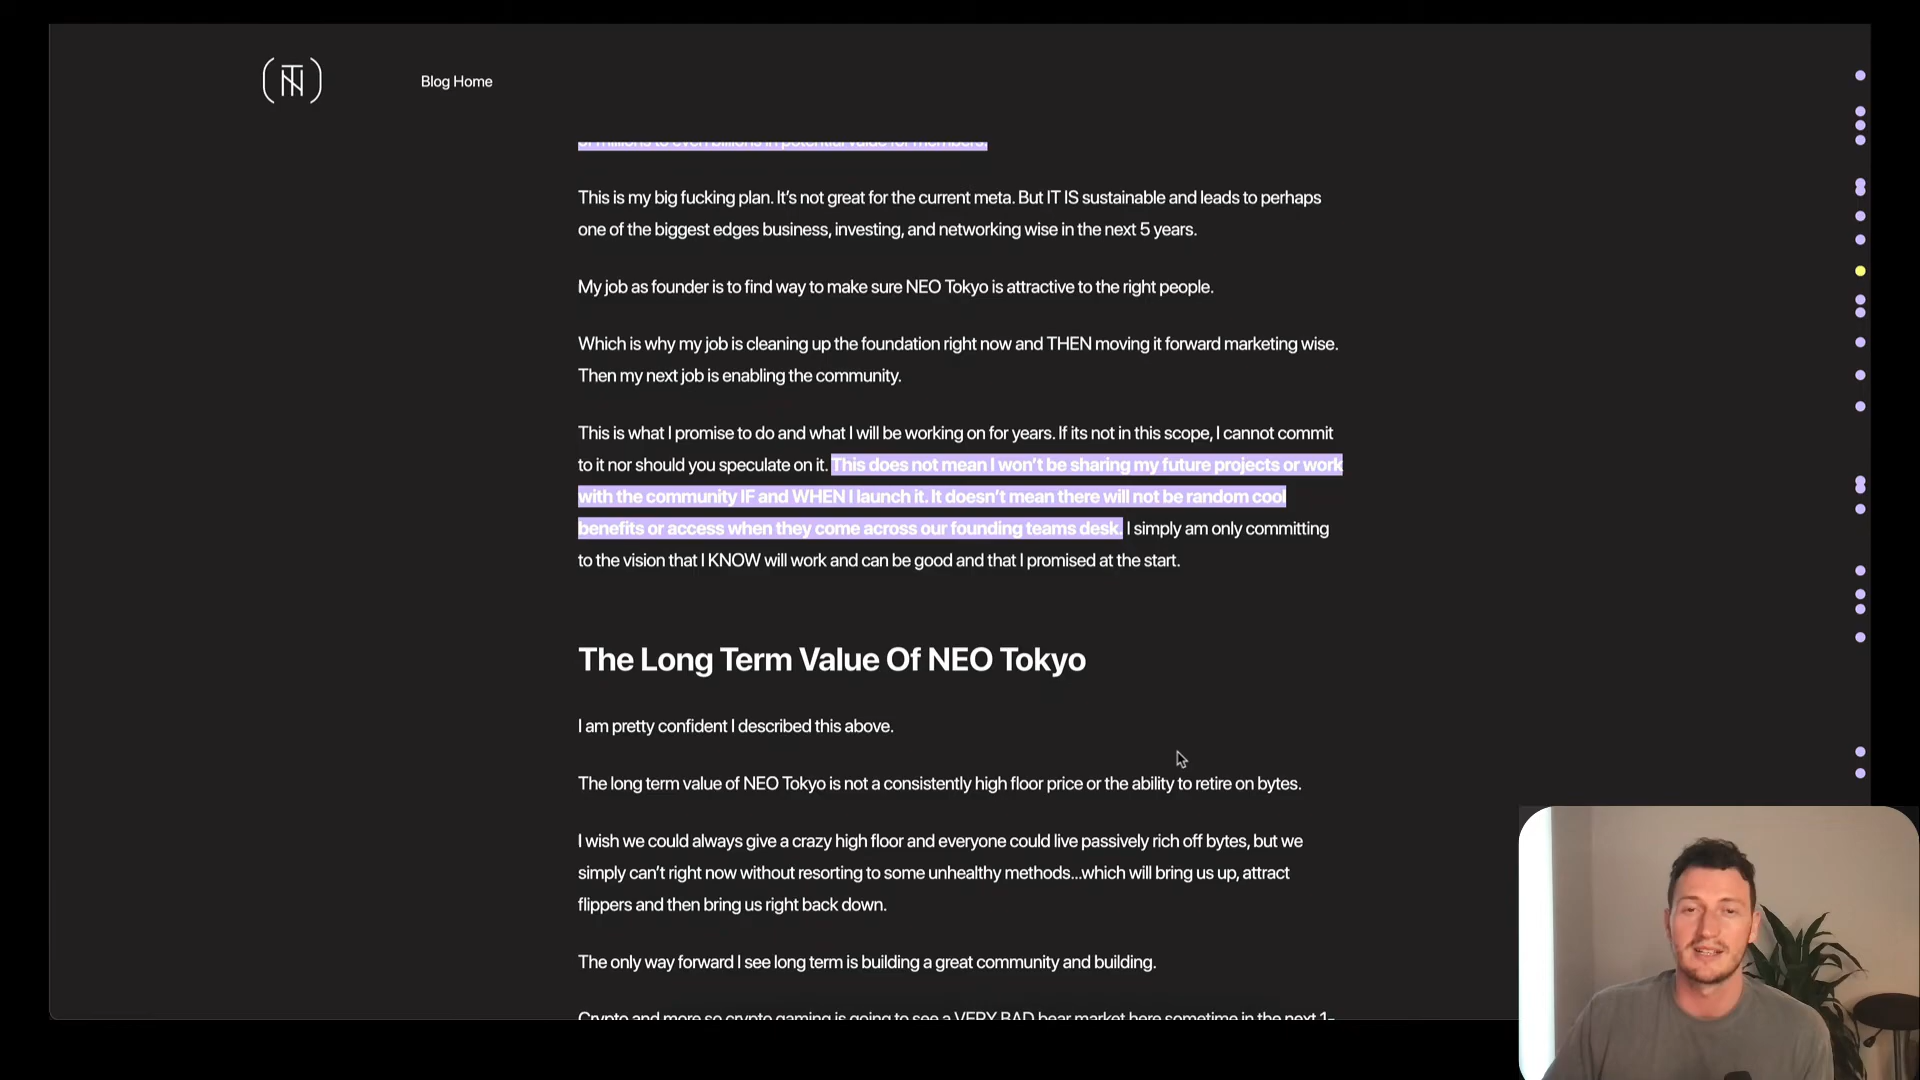 Blog Home
of millions to even billions in potential value for members.
This is my big fucking plan. It’s not great for the current meta. But IT IS sustainable and leads to perhaps
one of the biggest edges business, investing, and networking wise in the next 5 years.
My job as founder is to find way to make sure NEO Tokyo is attractive to the right people.
Which is why my job is cleaning up the foundation right now and THEN moving it forward marketing wise.
Then my next job is enabling the community.
This is what I promise to do and what I will be working on for years. If its not in this scope, I cannot commit
to it nor should you speculate on it. This does not mean I won’t be sharing my future projects or work
with the community IF and WHEN I launch it. It doesn’t mean there will not be random cool
benefits or access when they come across our founding teams desk. I simply am only committing
to the vision that I KNOW will work and can be good and that I promised at the start.
The Long Term Value Of NEO Tokyo
I am pretty confident I described this above.
The long term value of NEO Tokyo is not a consistently high floor price or the ability to retire on bytes.
I wish we could always give a crazy high floor and everyone could live passively rich off bytes, but we
simply can’t right now without resorting to some unhealthy methods...which will bring us up, attract
flippers and then bring us right back down.
The only way forward I see long term is building a great community and building.
Crypto and more so crypto gaming is going to see a VERY BAD bear market here sometime in the next 1-